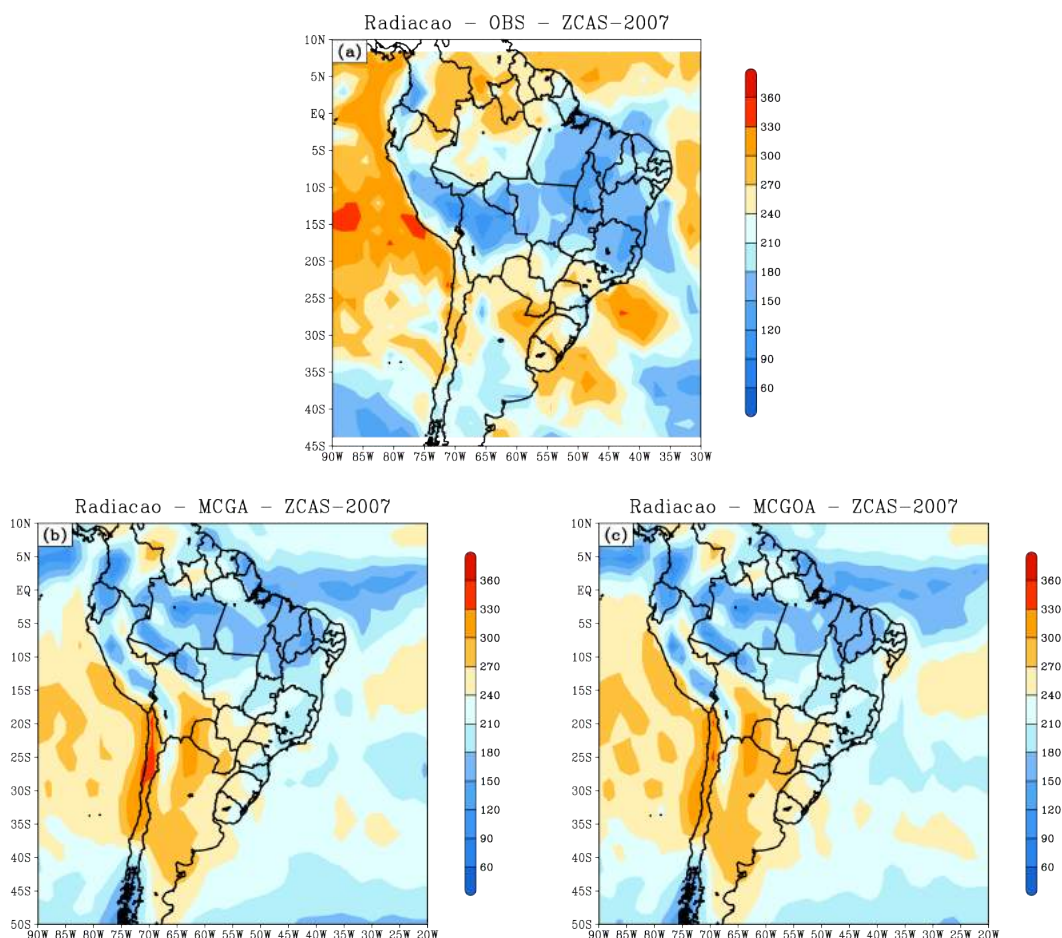 Radiacao - OBS - ZCAS-2007
(a)
10N
5N
EQ
5S
10S
15S
20S
25S
30S
35S
40S
45S
90W 85W 80W 75W 70W 65W 60W 55W 50W 45W 40W 35W 30W
360
330
300
270
240
210
180
150
120
90
60
Radiacao - MCGA - ZCAS-2007
(b)
10N
5N
EQ
5S
10S
15S
20S
25S
30S
35S
40S
45S
50S
90W 85W 80W 75W 70W 65W 60W 55W 50W 45W 40W 35W 30W 25W 20W
360
330
300
270
240
210
180
150
120
90
60
Radiacao - MCGOA - ZCAS-2007
(c)
10N
5N
EQ
5S
10S
15S
20S
25S
30S
35S
40S
45S
50S
90W 85W 80W 75W 70W 65W 60W 55W 50W 45W 40W 35W 30W 25W 20W
360
330
300
270
240
210
180
150
120
90
60